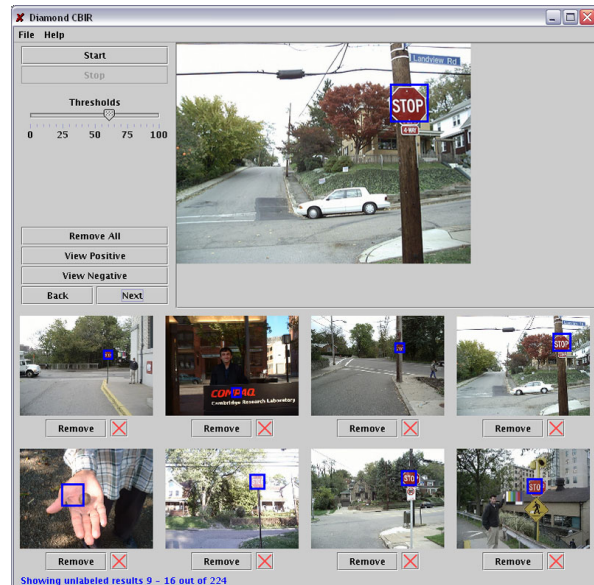 Diamond CBIR
File Help
Start
Stop
Thresholds
0 25 50 75 100
Remove All
View Positive
View Negative
Back Next
Landview Rd
STOP
4-WAY
COMPAQ
Cambridge Research Laboratory
STOP
Remove Remove Remove Remove
STOP
STOP
Remove Remove Remove Remove
Showing unlabeled results 9 - 16 out of 224